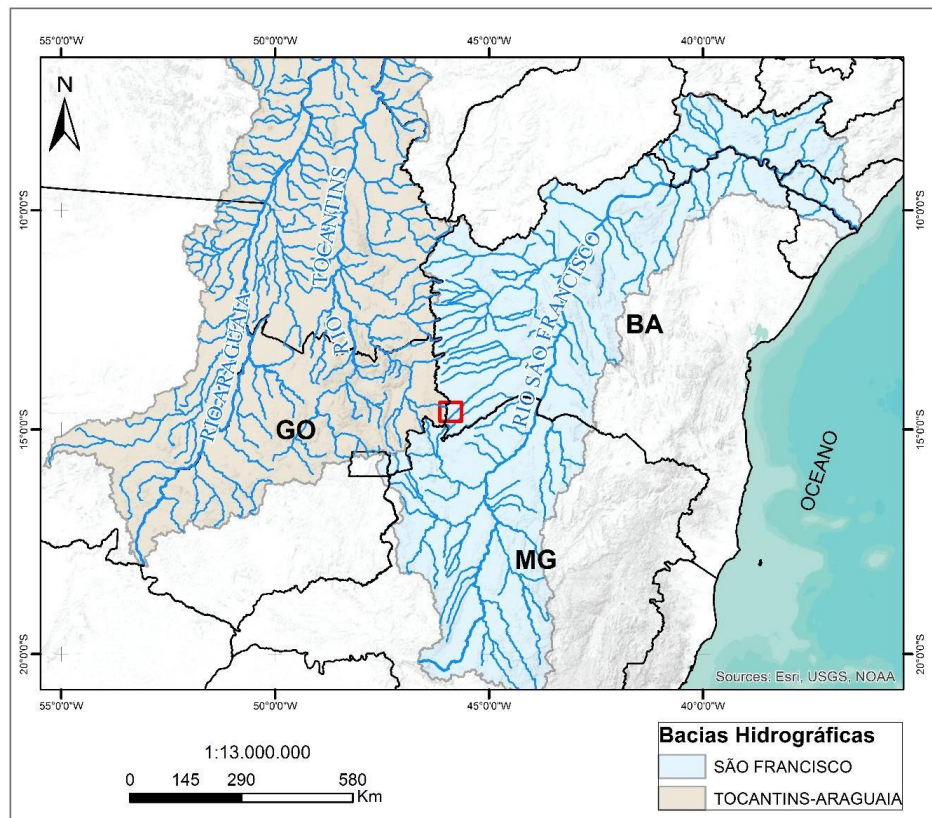 55°0'0"W 50°0'0"W 45°0'0"W 40°0'0"W
N
10°0'0"S 10°0'0"S
15°0'0"S 15°0'0"S
20°0'0"S 20°0'0"S
RIO ARAGUAIA
RIO TOCANTINS
RIO SÃO FRANCISCO
BA
GO
MG
OCEANO
Sources: Esri, USGS, NOAA
55°0'0"W 50°0'0"W 45°0'0"W 40°0'0"W
1:13.000.000
0 145 290 580
Km
Bacias Hidrográficas
SÃO FRANCISCO
TOCANTINS-ARAGUAIA